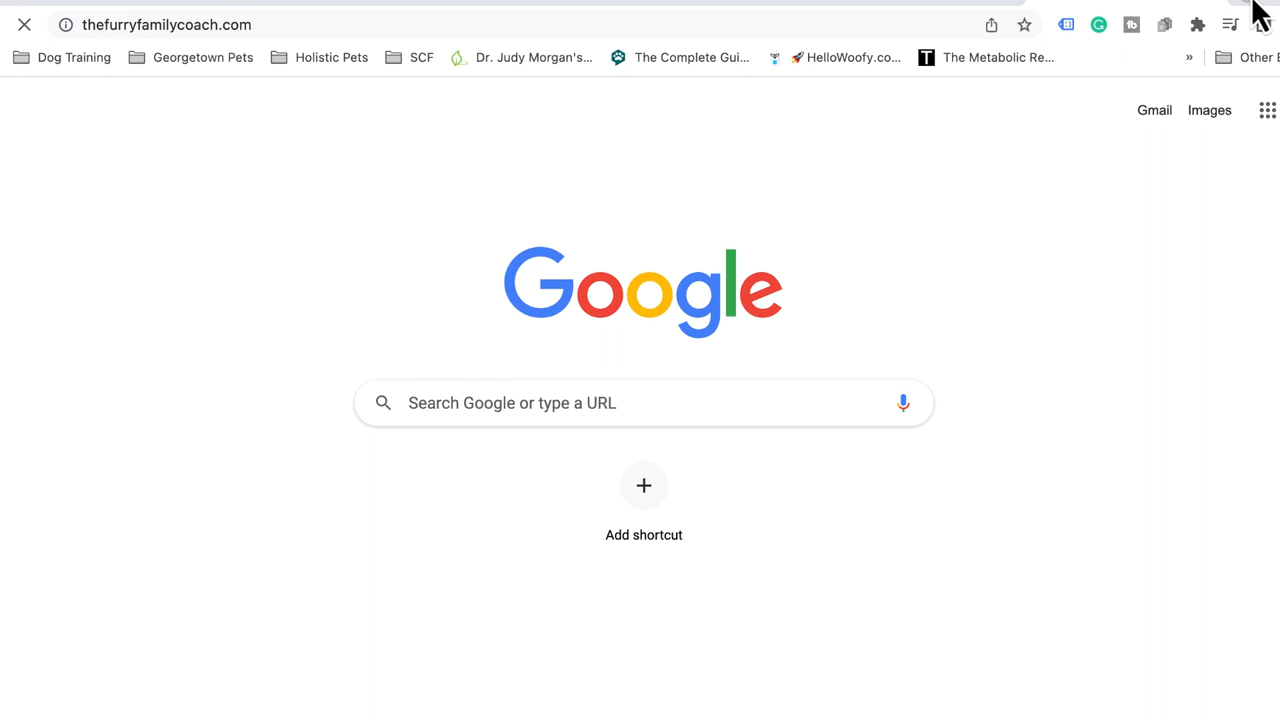 thefurryfamilycoach.com
Dog Training Georgetown Pets Holistic Pets SCF Dr. Judy Morgan's... The Complete Gui... 🚀HelloWoofy.co... T The Metabolic Re... » Other
Gmail Images
Google
Search Google or type a URL
Add shortcut